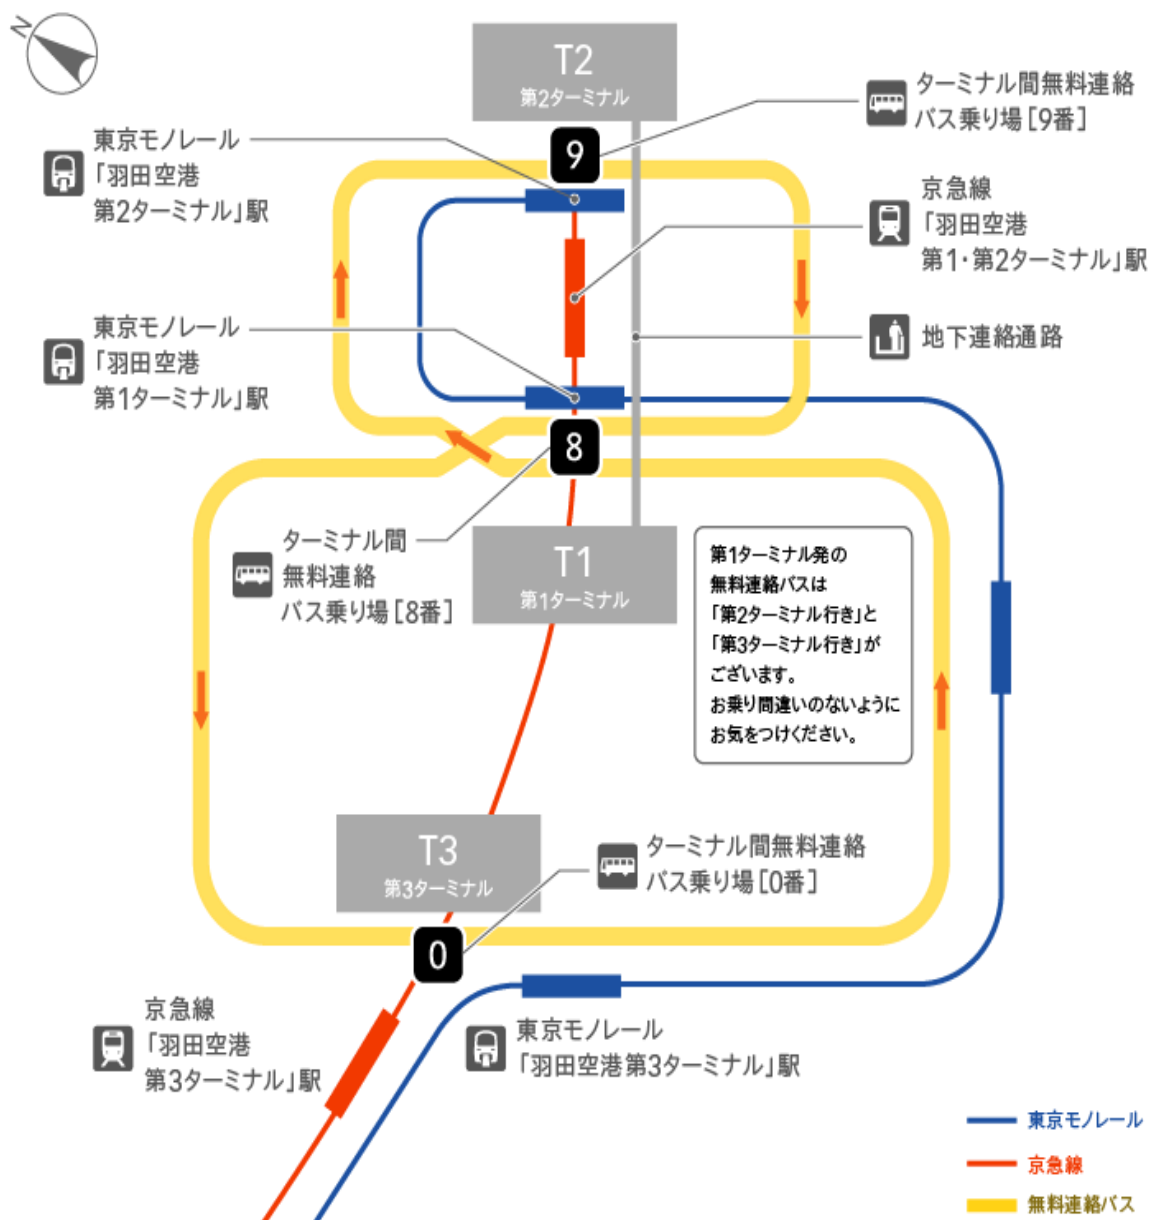 N
T2
第2ターミナル
ターミナル間無料連絡
バス乗り場[9番]
9
東京モノレール
「羽田空港
第2ターミナル」駅
京急線
「羽田空港
第1・第2ターミナル」駅
東京モノレール
「羽田空港
第1ターミナル」駅
地下連絡通路
8
ターミナル間
無料連絡
バス乗り場[8番]
T1
第1ターミナル
第1ターミナル発の
無料連絡バスは
「第2ターミナル行き」と
「第3ターミナル行き」が
ございます。
お乗り間違いのないように
お気をつけください。
T3
第3ターミナル
ターミナル間無料連絡
バス乗り場[0番]
0
京急線
「羽田空港
第3ターミナル」駅
東京モノレール
「羽田空港第3ターミナル」駅
東京モノレール
京急線
無料連絡バス